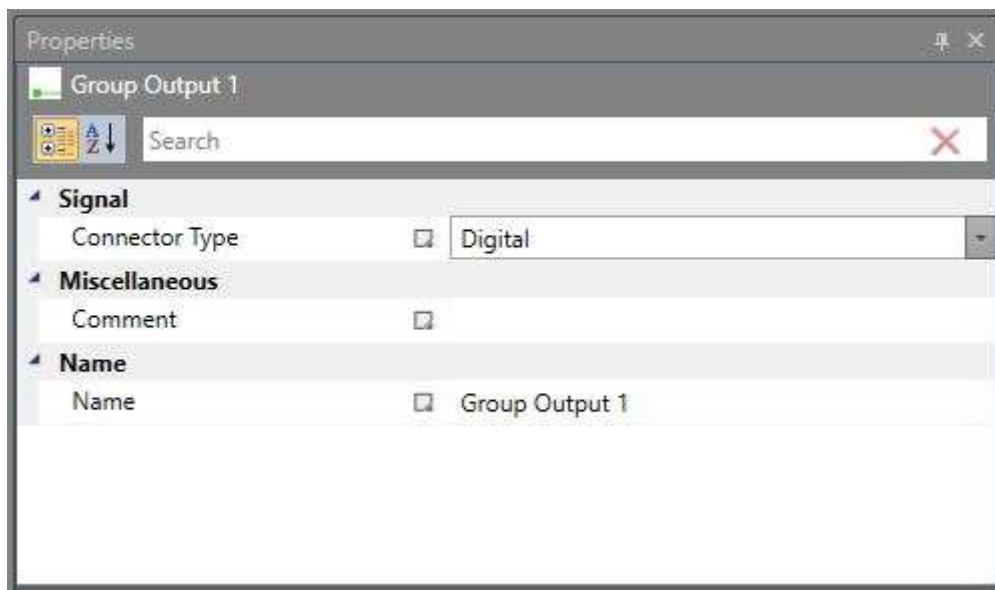 Properties
Group Output 1
A
Z
Search
Signal
Connector Type Digital
Miscellaneous
Comment
Name
Name Group Output 1